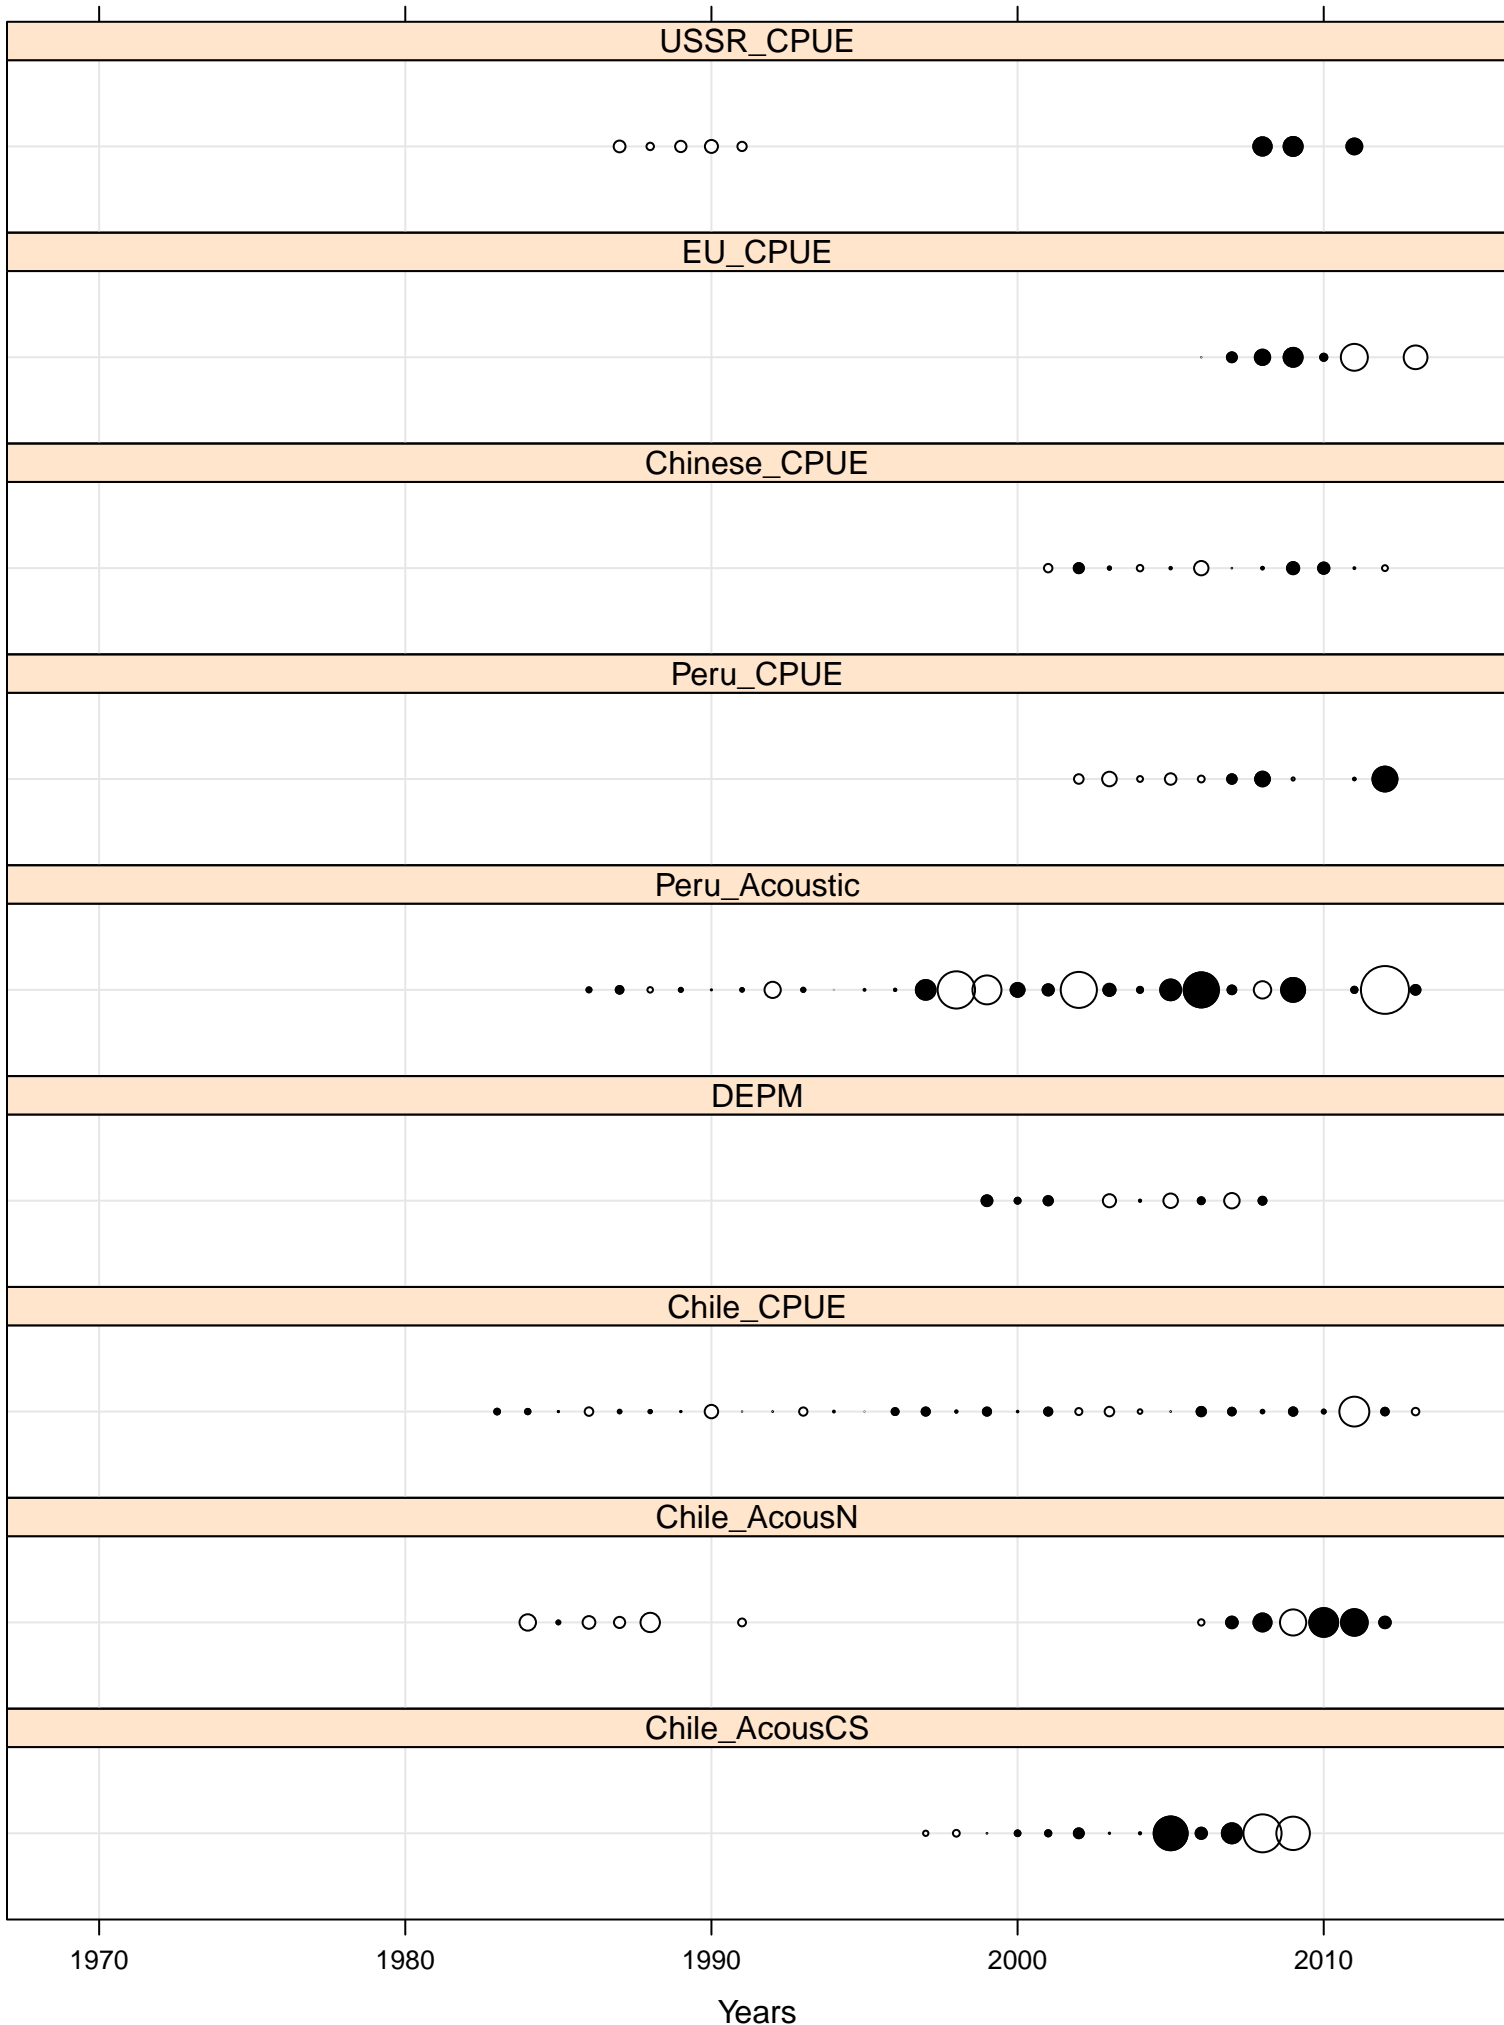 USSR_CPUE
EU_CPUE
Chinese_CPUE
Peru_CPUE
Peru_Acoustic
DEPM
Chile_CPUE
Chile_AcousN
Chile_AcousCS
1970 1980 1990 2000 2010
Years